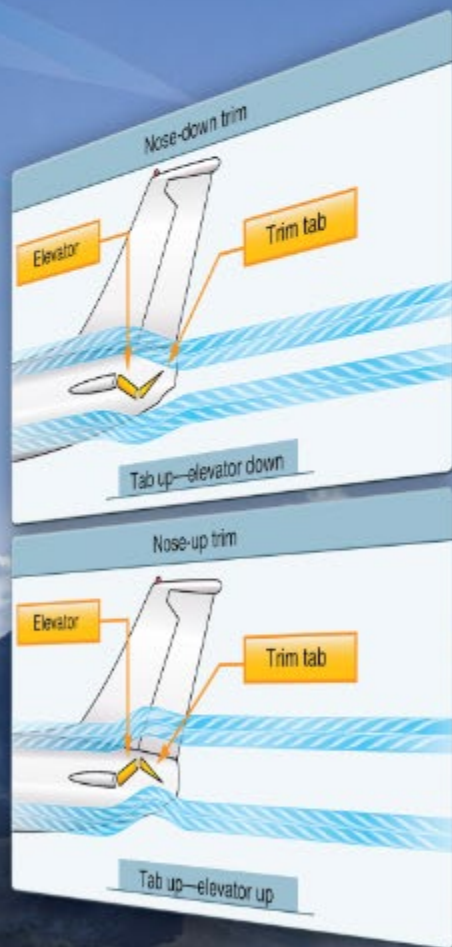 Nose-down trim
Elevator
Trim tab
Tab up—elevator down
Nose-up trim
Elevator
Trim tab
Tab up—elevator up